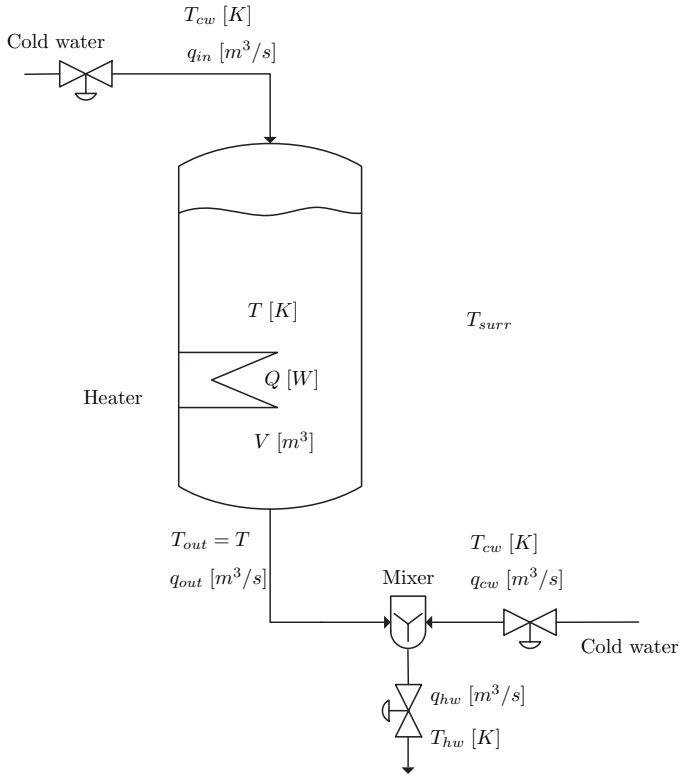 T_{cw} [K]
Cold water
q_{in} [m^3/s]
T [K]
T_{surr}
Q [W]
Heater
V [m^3]
T_{out} = T
T_{cw} [K]
q_{out} [m^3/s]
Mixer
q_{cw} [m^3/s]
Cold water
q_{hw} [m^3/s]
T_{hw} [K]